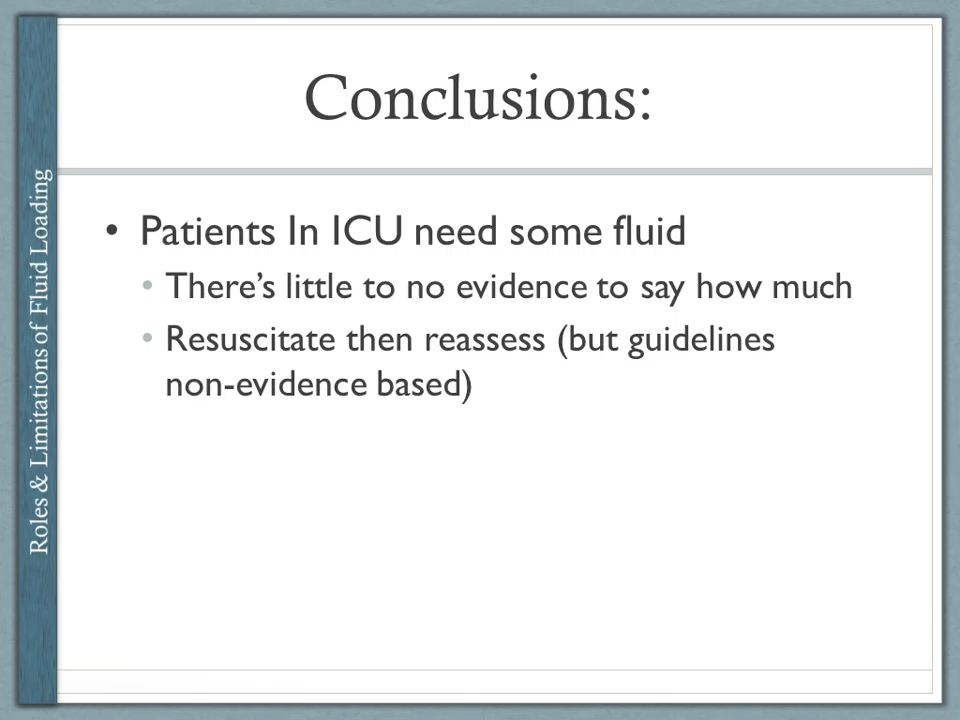 Conclusions:
Roles & Limitations of Fluid Loading
• Patients In ICU need some fluid
• There’s little to no evidence to say how much
• Resuscitate then reassess (but guidelines
non-evidence based)